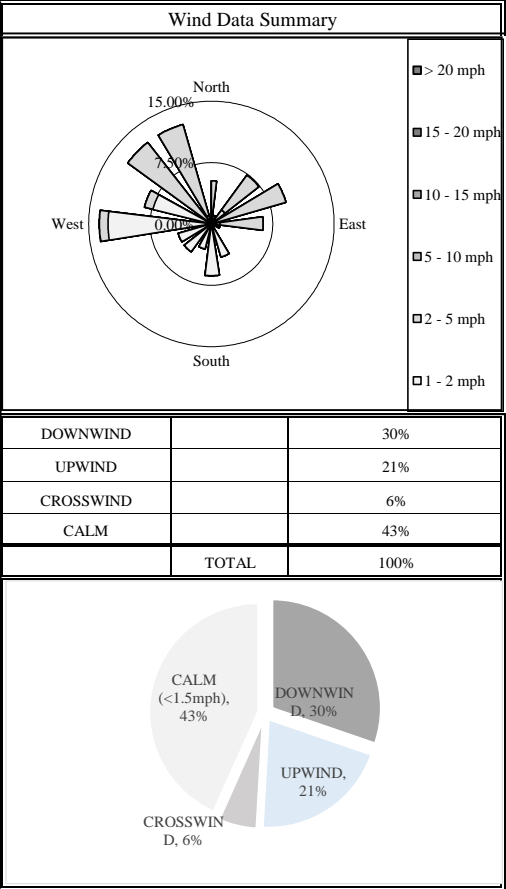 Wind Data Summary
North
15.00%
7.50%
West
0.00%
East
South
> 20 mph
15 - 20 mph
10 - 15 mph
5 - 10 mph
2 - 5 mph
1 - 2 mph
DOWNWIND 30%
UPWIND 21%
CROSSWIND 6%
CALM 43%
TOTAL 100%
CALM
(<1.5mph),
43%
DOWNWIN
D, 30%
UPWIND,
21%
CROSSWIN
D, 6%